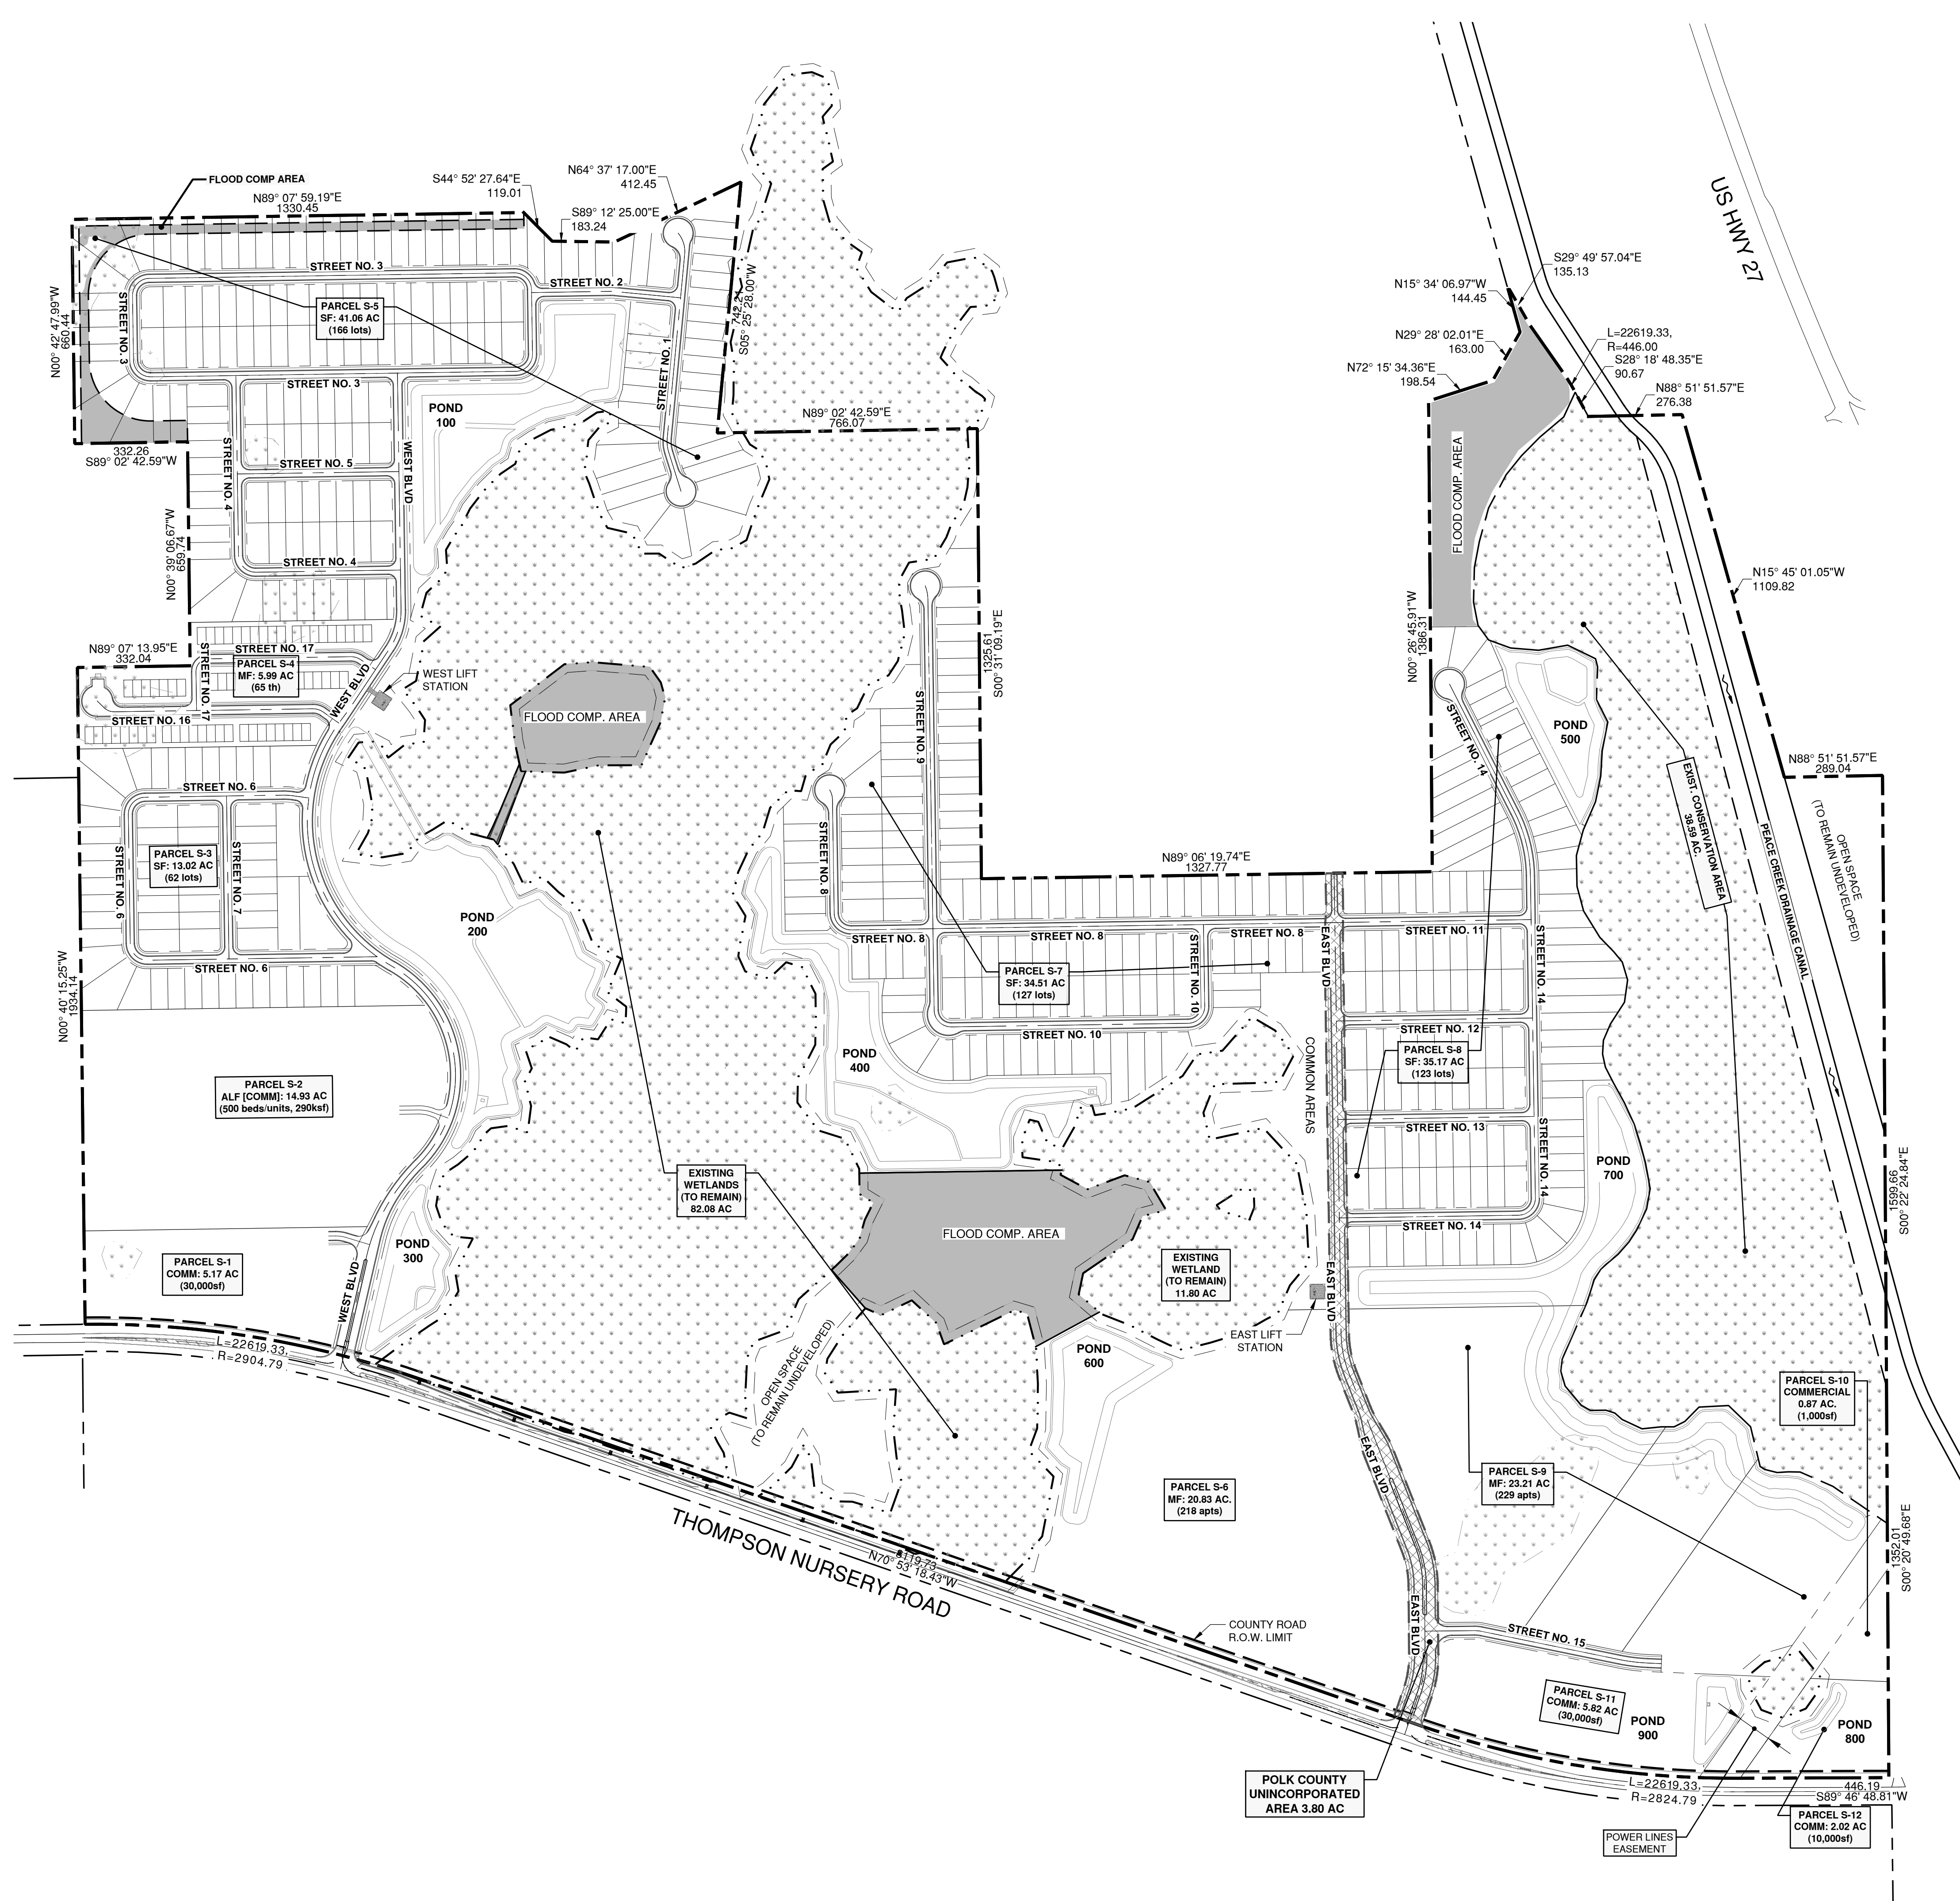 FLOOD COMP AREA
N89° 07' 59.19"E
1330.45
S44° 52' 27.64"E
119.01
N64° 37' 17.00"E
412.45
S89° 12' 25.00"E
183.24
US HWY 27
S29° 49' 57.04"E
135.13
N15° 34' 06.97"W
144.45
N29° 28' 02.01"E
163.00
L=22619.33,
R=446.00
S28° 18' 48.35"E
90.67
N72° 15' 34.36"E
198.54
N88° 51' 51.57"E
276.38
N00° 42' 47.99"W
660.44
STREET NO. 3
STREET NO. 2
PARCEL S-5
SF: 41.06 AC
(166 lots)
STREET NO. 3
STREET NO. 1
742.21
S05° 25' 28.00"W
STREET NO. 3
POND
100
N89° 02' 42.59"E
766.07
332.26
S89° 02' 42.59"W
STREET NO. 4
STREET NO. 5
WEST BLVD
FLOOD COMP. AREA
N00° 39' 06.67"W
659.74
STREET NO. 4
N15° 45' 01.05"W
1109.82
N89° 07' 13.95"E
332.04
STREET NO. 17
PARCEL S-4
MF: 5.99 AC
(65 th)
STREET NO. 17
STREET NO. 16
WEST BLVD
WEST LIFT
STATION
FLOOD COMP. AREA
STREET NO. 9
1325.61
S00° 31' 09.19"E
N00° 26' 45.91"W
1386.31
STREET NO. 14
POND
500
N88° 51' 51.57"E
289.04
STREET NO. 6
PARCEL S-3
SF: 13.02 AC
(62 lots)
STREET NO. 6
STREET NO. 7
STREET NO. 6
POND
200
STREET NO. 8
N89° 06' 19.74"E
1327.77
EXIST. CONSERVATION AREA
38.59 AC.
PEACE CREEK DRAINAGE CANAL
OPEN SPACE
(TO REMAIN UNDEVELOPED)
STREET NO. 8
STREET NO. 8
STREET NO. 8
EAST BLVD
STREET NO. 11
STREET NO. 14
PARCEL S-7
SF: 34.51 AC
(127 lots)
STREET NO. 10
STREET NO. 10
N00° 40' 15.25"W
1934.14
POND
400
COMMON AREAS
STREET NO. 12
PARCEL S-8
SF: 35.17 AC
(123 lots)
STREET NO. 13
STREET NO. 14
POND
700
STREET NO. 14
PARCEL S-2
ALF [COMM]: 14.93 AC
(500 beds/units, 290ksf)
EXISTING
WETLANDS
(TO REMAIN)
82.08 AC
FLOOD COMP. AREA
EXISTING
WETLAND
(TO REMAIN)
11.80 AC
1599.66
S00° 22' 24.84"E
POND
300
PARCEL S-1
COMM: 5.17 AC
(30,000sf)
WEST BLVD
EAST BLVD
EAST LIFT
STATION
L=22619.33,
R=2904.79
OPEN SPACE
(TO REMAIN UNDEVELOPED)
POND
600
PARCEL S-10
COMMERCIAL
0.87 AC.
(1,000sf)
EAST BLVD
PARCEL S-9
MF: 23.21 AC
(229 apts)
PARCEL S-6
MF: 20.83 AC.
(218 apts)
1352.01
S00° 20' 49.68"E
N70° 53' 18.43"W
THOMPSON NURSERY ROAD
COUNTY ROAD
R.O.W. LIMIT
EAST BLVD
STREET NO. 15
PARCEL S-11
COMM: 5.82 AC
(30,000sf)
POND
900
POND
800
POLK COUNTY
UNINCORPORATED
AREA 3.80 AC
L=22619.33,
R=2824.79
446.19
S89° 46' 48.81"W
PARCEL S-12
COMM: 2.02 AC
(10,000sf)
POWER LINES
EASEMENT